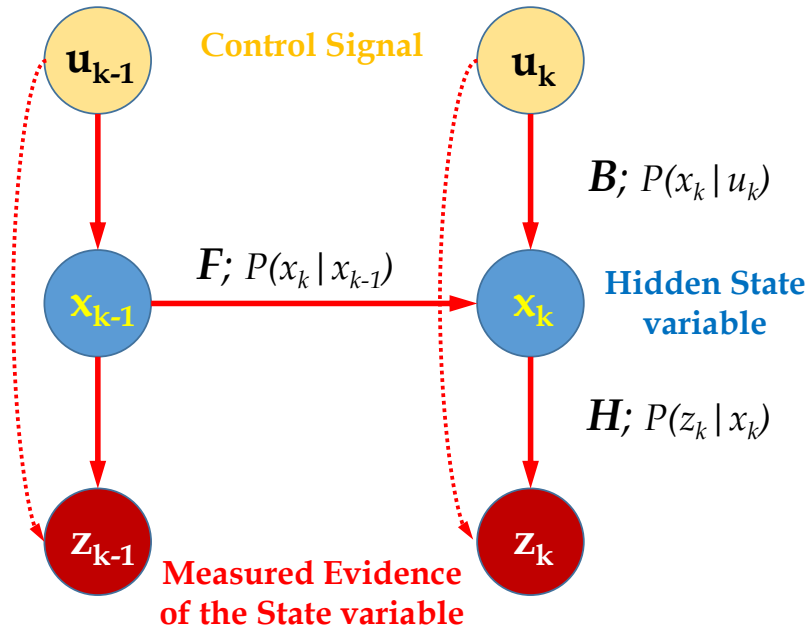 u_{k-1}
Control Signal
u_k
B; P(x_k|u_k)
F; P(x_k|x_{k-1})
x_{k-1}
x_k
Hidden State
variable
H; P(z_k|x_k)
z_{k-1}
z_k
Measured Evidence
of the State variable